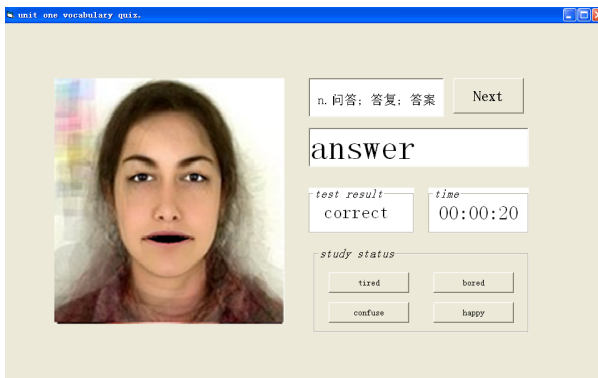 unit one vocabulary quiz.
n.问答；答复；答案
Next
answer
test result
correct
time
00:00:20
study status
tired
bored
confuse
happy